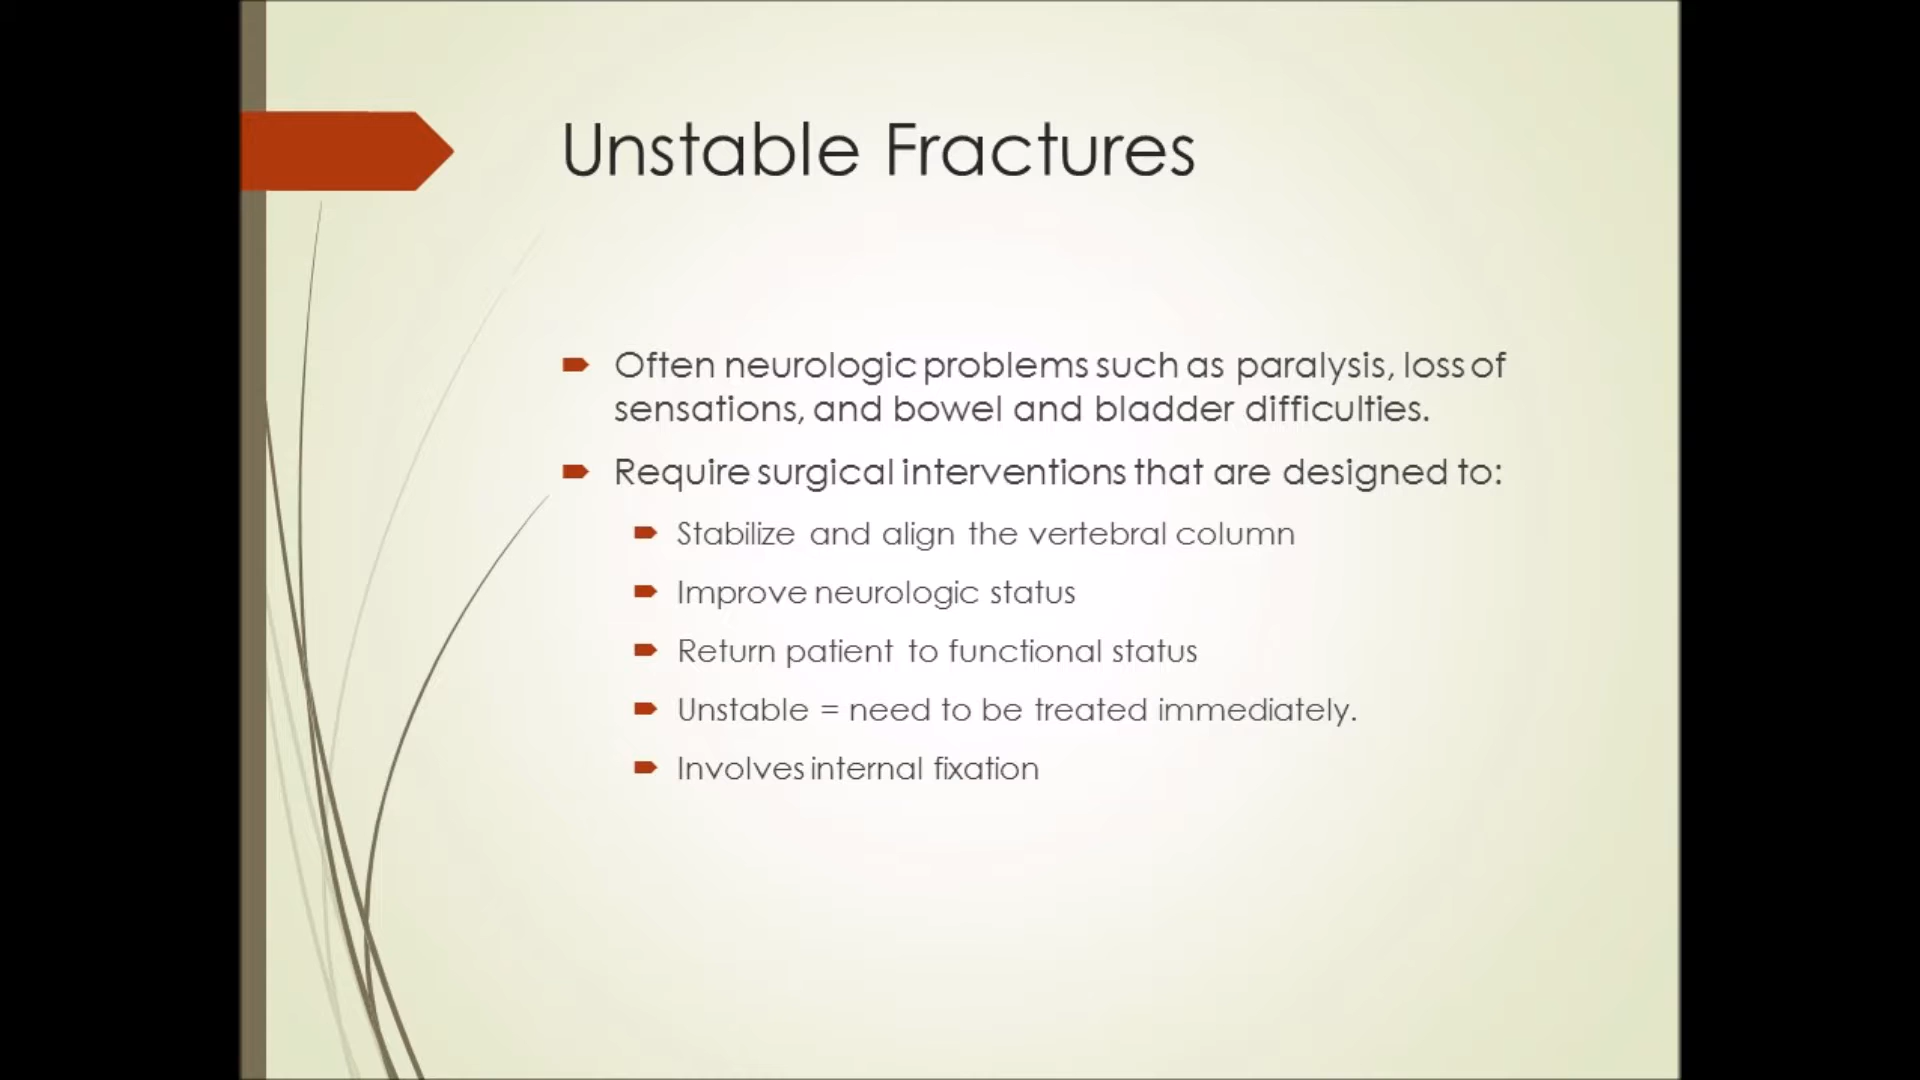 Unstable Fractures
Often neurologic problems such as paralysis, loss of
sensations, and bowel and bladder difficulties.
Require surgical interventions that are designed to:
Stabilize and align the vertebral column
Improve neurologic status
Return patient to functional status
Unstable = need to be treated immediately.
Involves internal fixation